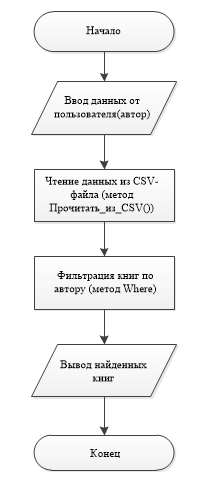 Начало
Ввод данных от
пользователя(автор)
Чтение данных из CSV-
файла (метод
Прочитать_из_CSV())
Фильтрация книг по
автору (метод Where)
Вывод найденных
книг
Конец